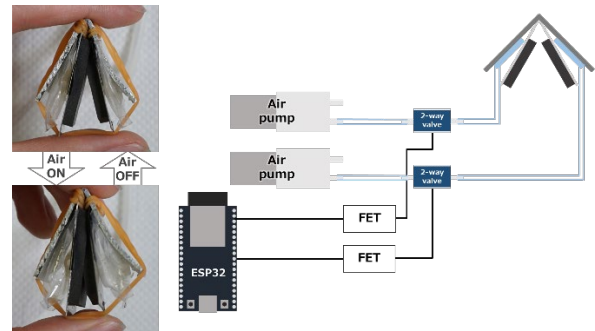 Air
ON
Air
OFF
Air
pump
2-way
valve
Air
pump
2-way
valve
FET
ESP32
FET